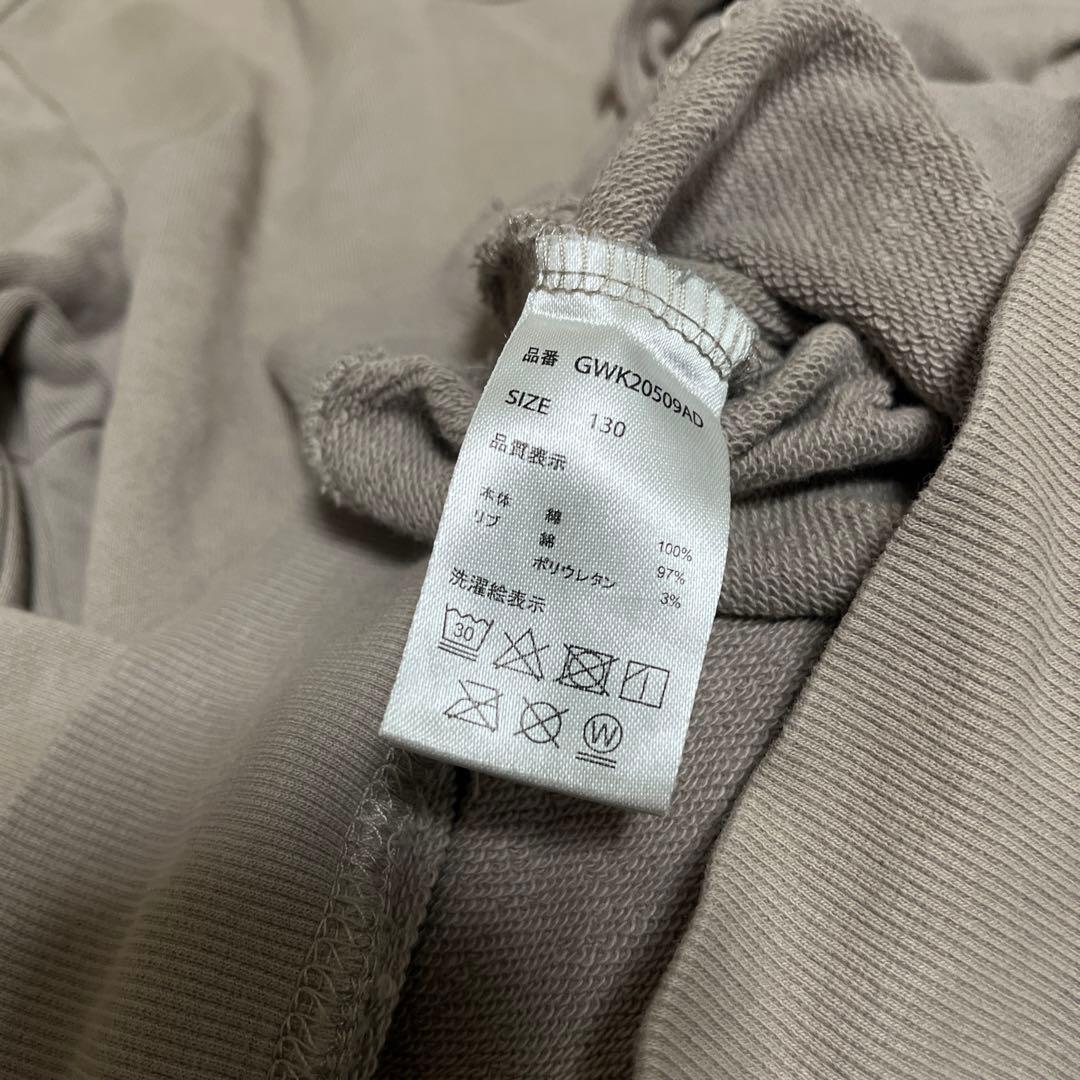 品番 GWK20509AD
SIZE 130
品質表示
本体 綿 100%
リブ 綿 97%
ポリウレタン 3%
洗濯絵表示
30
W